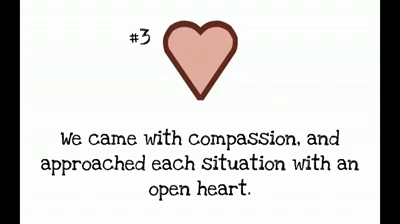 #3
We came with compassion, and
approached each situation with an
open heart.